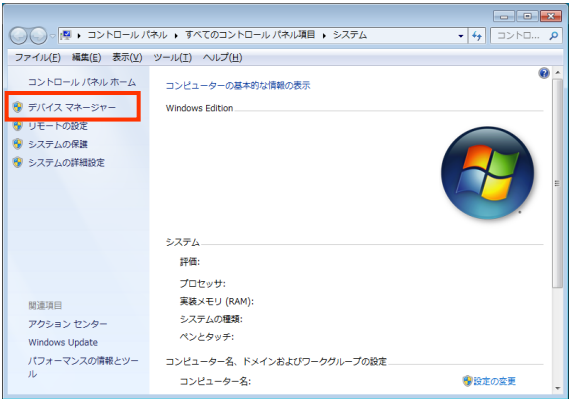 コントロール パネル ▸ すべてのコントロール パネル項目 ▸ システム
コントロ...
ファイル(F) 編集(E) 表示(V) ツール(T) ヘルプ(H)
コントロール パネル ホーム
デバイス マネージャー
リモートの設定
システムの保護
システムの詳細設定
関連項目
アクション センター
Windows Update
パフォーマンスの情報とツー
ル
コンピューターの基本的な情報の表示
Windows Edition
システム
評価:
プロセッサ:
実装メモリ (RAM):
システムの種類:
ペンとタッチ:
コンピューター名、ドメインおよびワークグループの設定
コンピューター名:
設定の変更